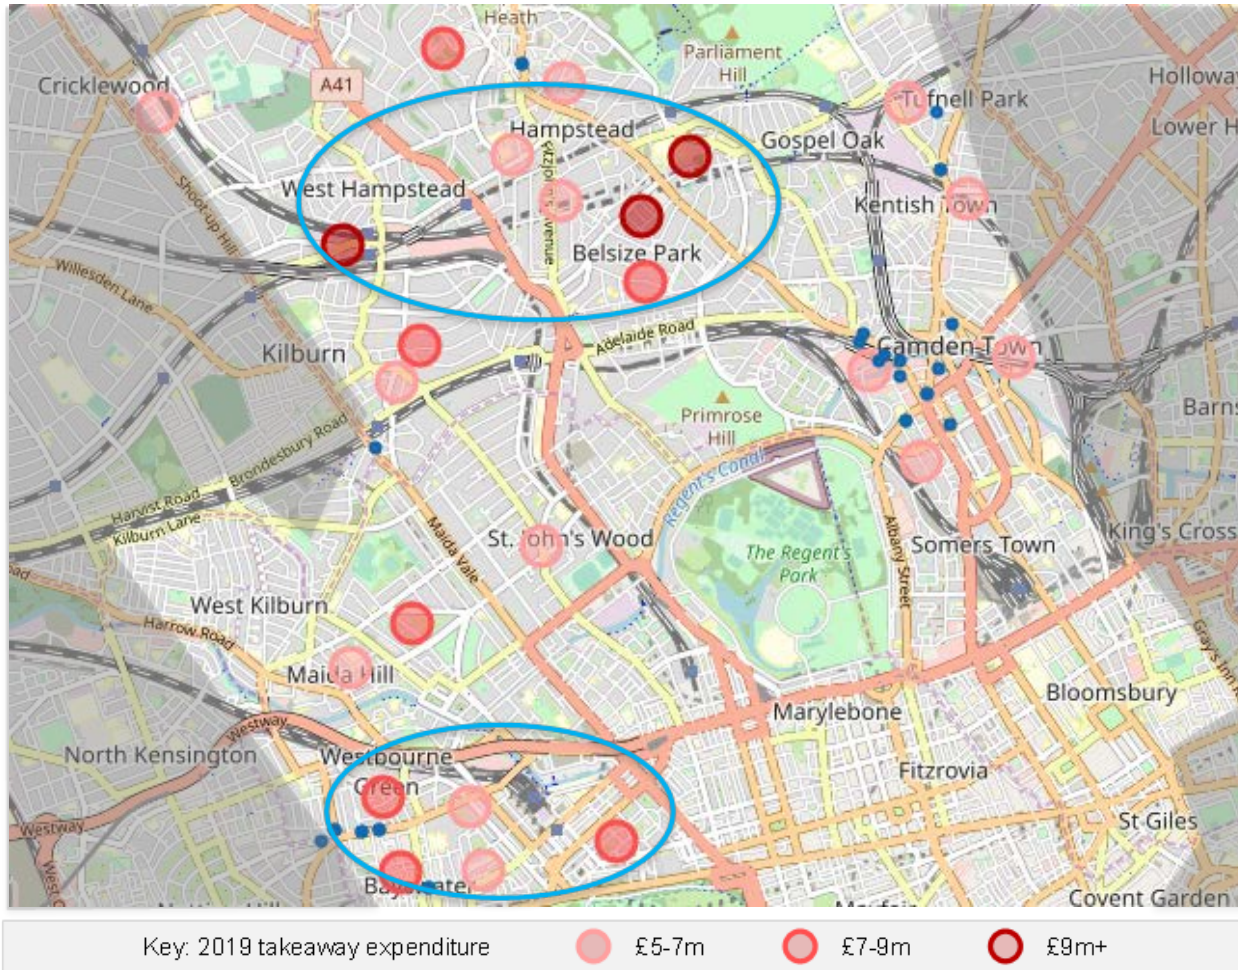 Heath
Parliament
Hill
Cricklewood
A41
Tufnell Park
Holloway
Lower H
Hampstead
Gospel Oak
Fitzjohn's Avenue
West Hampstead
Shoot-up Hill
Kentish Town
Belsize Park
Willesden Lane
Adelaide Road
Kilburn
Camden Town
Primrose
Hill
Barns
Brondesbury Road
Regent's Canal
Harvist Road
Kilburn Lane
Maida Vale
St. John's Wood
The Regent's
Park
Albany Street
Somers Town
King's Cross
West Kilburn
Harrow Road
Gray's Inn
Maida Hill
Bloomsbury
Marylebone
Westway
North Kensington
Westbourne
Green
Fitzrovia
Westway
St Giles
Bayswater
Covent Garden
Key: 2019 takeaway expenditure
£5-7m
£7-9m
£9m+